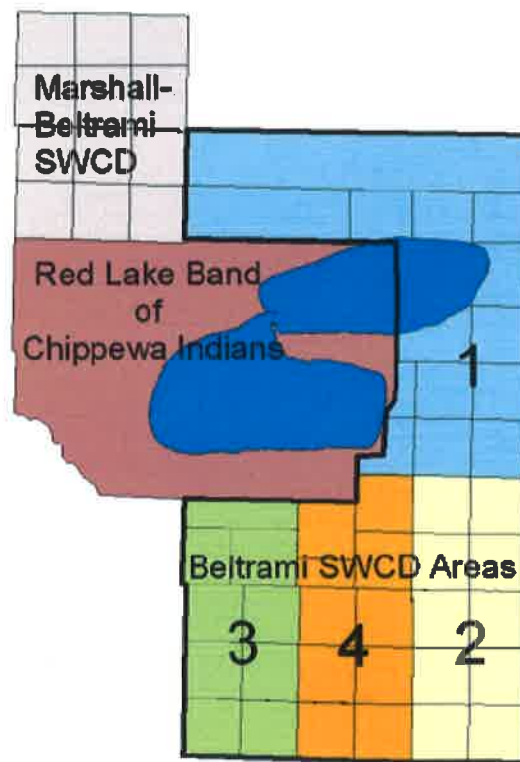 Marshall-
Beltrami
SWCD
Red Lake Band
of
Chippewa Indians
1
Beltrami SWCD Areas
3 4 2